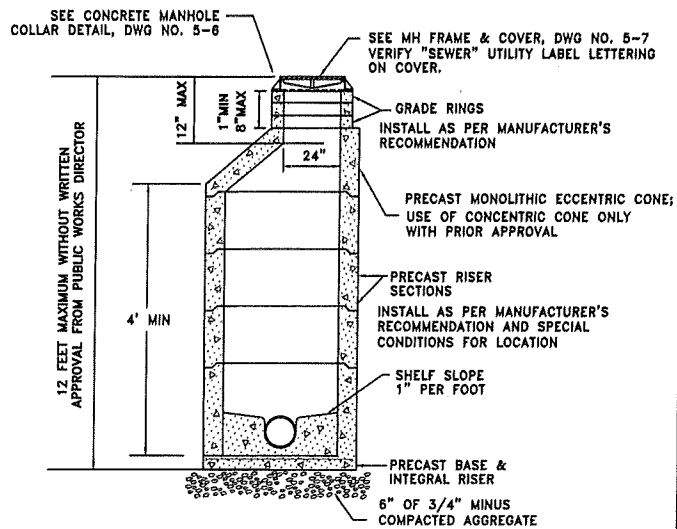 SEE CONCRETE MANHOLE
COLLAR DETAIL, DWG NO. 5-6
SEE MH FRAME & COVER, DWG NO. 5-7
VERIFY "SEWER" UTILITY LABEL LETTERING
ON COVER.
12" MAX
1"MIN
8"MAX
GRADE RINGS
INSTALL AS PER MANUFACTURER'S
RECOMMENDATION
24"
PRECAST MONOLITHIC ECCENTRIC CONE;
USE OF CONCENTRIC CONE ONLY
WITH PRIOR APPROVAL
12 FEET MAXIMUM WITHOUT WRITTEN
APPROVAL FROM PUBLIC WORKS DIRECTOR
4' MIN
PRECAST RISER
SECTIONS
INSTALL AS PER MANUFACTURER'S
RECOMMENDATION AND SPECIAL
CONDITIONS FOR LOCATION
SHELF SLOPE
1" PER FOOT
PRECAST BASE &
INTEGRAL RISER
6" OF 3/4" MINUS
COMPACTED AGGREGATE